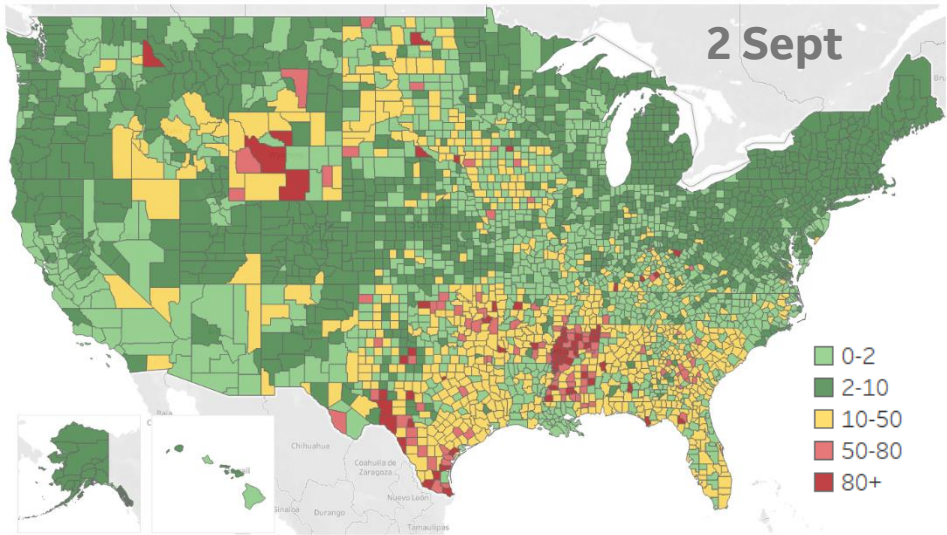 2 Sept
0-2
2-10
10-50
50-80
80+
Chihuahua
Coahuila de
Zaragoza
Nuevo León
Durango
Tamaulipas